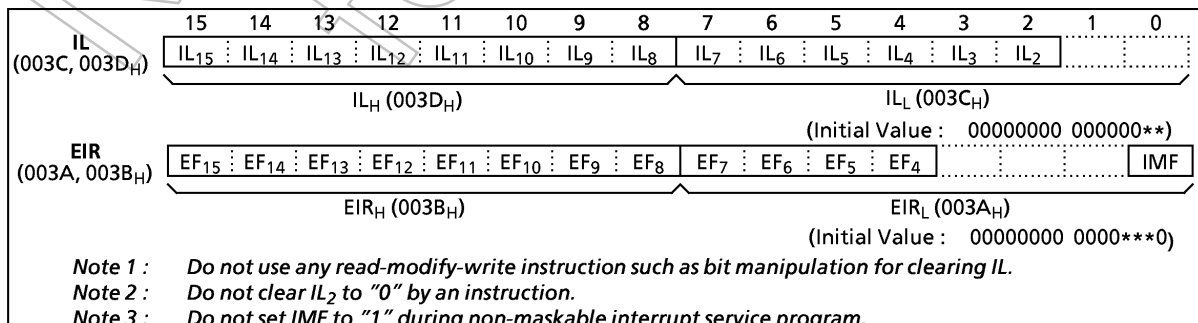 15 14 13 12 11 10 9 8 7 6 5 4 3 2 1 0
IL
(003C, 003DH)
IL15 IL14 IL13 IL12 IL11 IL10 IL9 IL8 IL7 IL6 IL5 IL4 IL3 IL2
ILH (003DH) ILL (003CH)
(Initial Value : 00000000 000000**)
EIR
(003A, 003BH)
EF15 EF14 EF13 EF12 EF11 EF10 EF9 EF8 EF7 EF6 EF5 EF4 IMF
EIRH (003BH) EIRL (003AH)
(Initial Value : 00000000 0000***0)
Note 1 : Do not use any read-modify-write instruction such as bit manipulation for clearing IL.
Note 2 : Do not clear IL2 to "0" by an instruction.
Note 3 : Do not set IMF to "1" during non-maskable interrupt service program.